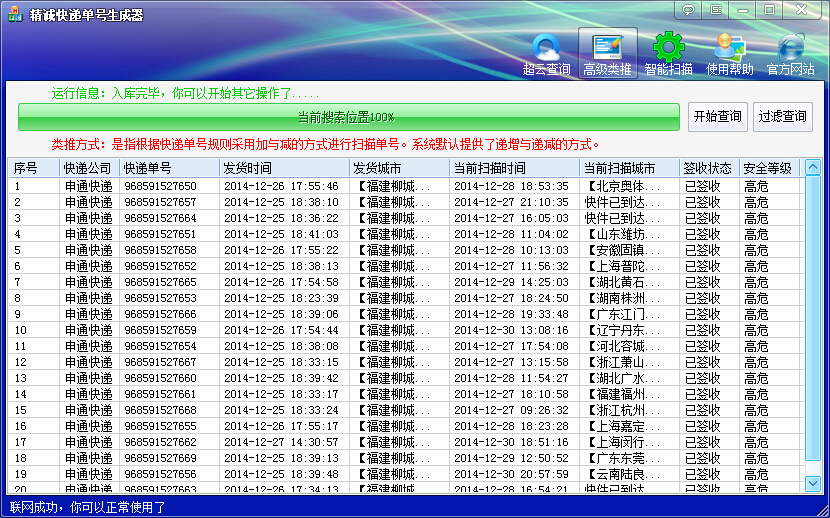 精诚快递单号生成器
超云查询 高级类推 智能扫描 使用帮助 官方网站
运行信息：入库完毕，你可以开始其它操作了.....
当前搜索位置100% 开始查询 过滤查询
类推方式：是指根据快递单号规则采用加与减的方式进行扫描单号。系统默认提供了递增与递减的方式。
序号 快递公司 快递单号 发货时间 发货城市 当前扫描时间 当前扫描城市 签收状态 安全等级
1 申通快递 968591527650 2014-12-26 17:55:46 【福建柳城... 2014-12-28 18:53:35 【北京奥体... 已签收 高危
2 申通快递 968591527657 2014-12-25 18:38:10 【福建柳城... 2014-12-27 21:10:35 快件已到达... 已签收 高危
3 申通快递 968591527664 2014-12-25 18:36:22 【福建柳城... 2014-12-27 16:05:03 快件已到达... 已签收 高危
4 申通快递 968591527651 2014-12-25 18:41:03 【福建柳城... 2014-12-28 11:04:02 【山东潍坊... 已签收 高危
5 申通快递 968591527658 2014-12-26 17:55:22 【福建柳城... 2014-12-28 10:13:03 【安徽固镇... 已签收 高危
6 申通快递 968591527652 2014-12-25 18:38:13 【福建柳城... 2014-12-27 11:56:32 【上海普陀... 已签收 高危
7 申通快递 968591527665 2014-12-26 17:54:58 【福建柳城... 2014-12-29 14:25:03 【湖北黄石... 已签收 高危
8 申通快递 968591527653 2014-12-25 18:23:39 【福建柳城... 2014-12-27 18:24:50 【湖南株洲... 已签收 高危
9 申通快递 968591527666 2014-12-25 18:39:06 【福建柳城... 2014-12-28 19:33:48 【广东江门... 已签收 高危
10 申通快递 968591527659 2014-12-26 17:54:44 【福建柳城... 2014-12-30 13:08:16 【辽宁丹东... 已签收 高危
11 申通快递 968591527654 2014-12-25 18:38:08 【福建柳城... 2014-12-27 17:54:08 【河北容城... 已签收 高危
12 申通快递 968591527667 2014-12-25 18:33:15 【福建柳城... 2014-12-27 13:15:58 【浙江萧山... 已签收 高危
13 申通快递 968591527660 2014-12-25 18:39:42 【福建柳城... 2014-12-28 11:54:27 【湖北广水... 已签收 高危
14 申通快递 968591527661 2014-12-25 18:33:17 【福建柳城... 2014-12-27 18:10:58 【福建福州... 已签收 高危
15 申通快递 968591527668 2014-12-25 18:33:24 【福建柳城... 2014-12-27 09:26:32 【浙江杭州... 已签收 高危
16 申通快递 968591527655 2014-12-26 17:55:17 【福建柳城... 2014-12-28 18:23:28 【上海嘉定... 已签收 高危
17 申通快递 968591527662 2014-12-27 14:30:57 【福建柳城... 2014-12-30 18:51:16 【上海闵行... 已签收 高危
18 申通快递 968591527669 2014-12-25 18:39:13 【福建柳城... 2014-12-29 12:50:52 【广东东莞... 已签收 高危
19 申通快递 968591527656 2014-12-25 18:39:48 【福建柳城... 2014-12-30 20:57:59 【云南陆良... 已签收 高危
20 申通快递 968591527663 2014-12-26 17:34:13 【福建柳城... 2014-12-28 16:54:21 快件已到达... 已签收 高危
联网成功，你可以正常使用了